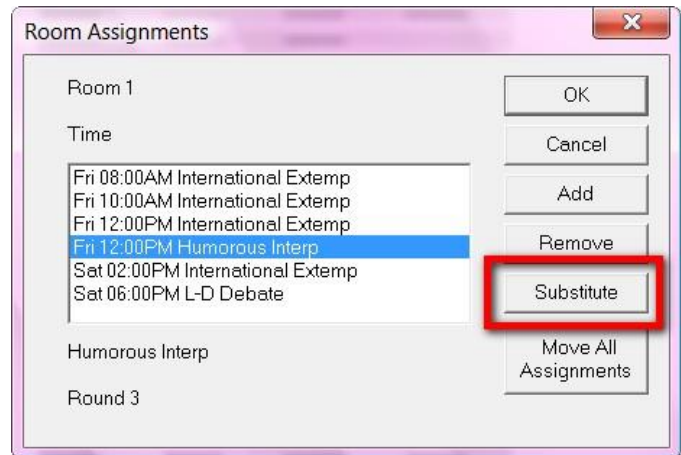 Room Assignments
Room 1
OK
Time
Cancel
Fri 08:00AM International Extemp
Fri 10:00AM International Extemp
Fri 12:00PM International Extemp
Fri 12:00PM Humorous Interp
Sat 02:00PM International Extemp
Sat 06:00PM L-D Debate
Add
Remove
Substitute
Humorous Interp
Round 3
Move All
Assignments